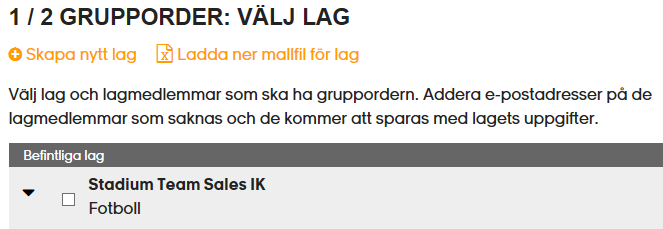 1 / 2 GRUPPORDER: VÄLJ LAG
Skapa nytt lag Ladda ner mallfil för lag
Välj lag och lagmedlemmar som ska ha gruppordern. Addera e-postadresser på de
lagmedlemmar som saknas och de kommer att sparas med lagets uppgifter.
Befintliga lag
Stadium Team Sales IK
Fotboll